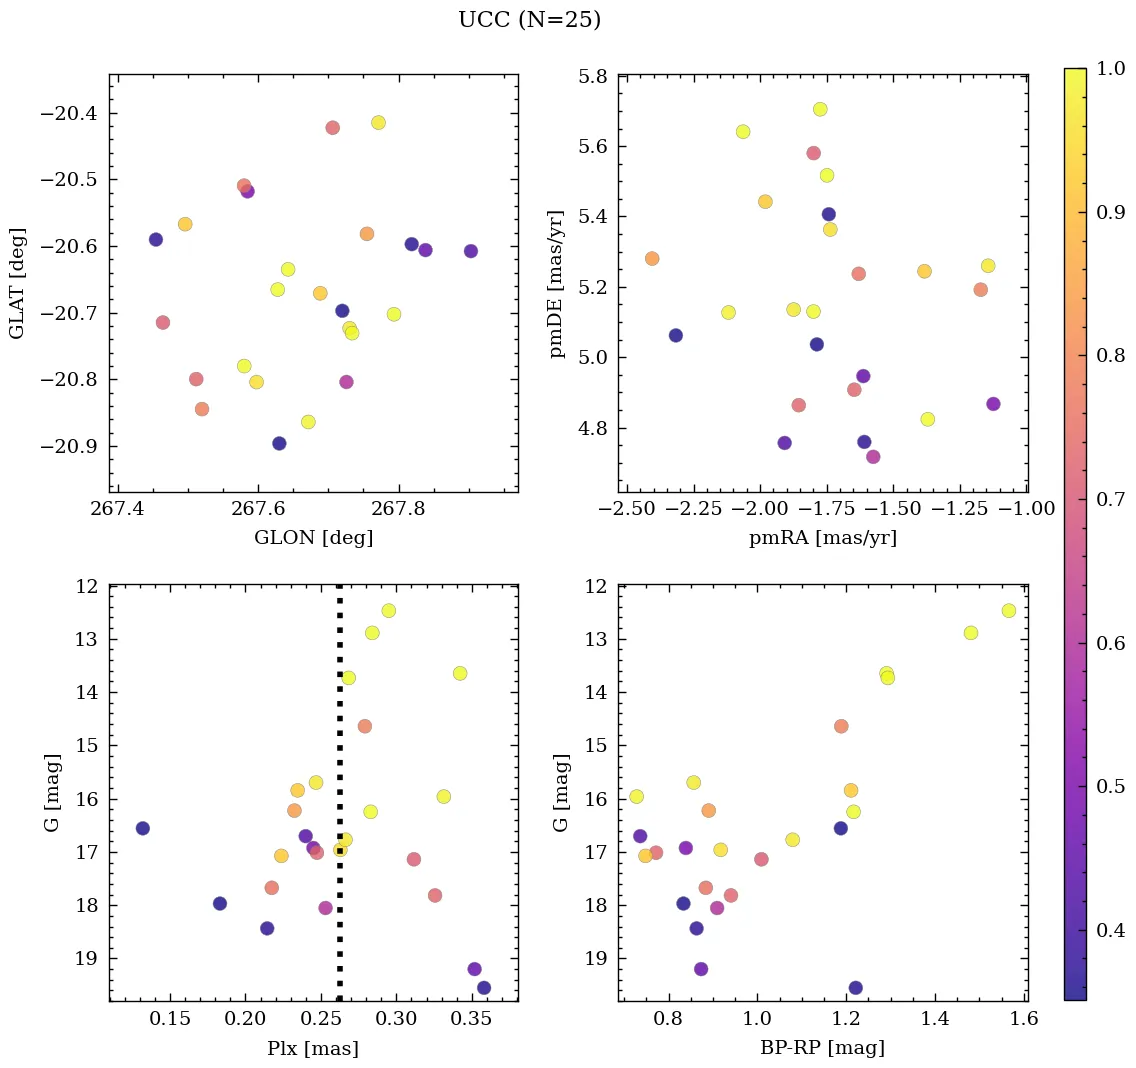 UCC (N=25)
−20.4
−20.5
−20.6
−20.7
−20.8
−20.9
GLAT [deg]
267.4 267.6 267.8
GLON [deg]
5.8
5.6
5.4
5.2
5.0
4.8
pmDE [mas/yr]
−2.50 −2.25 −2.00 −1.75 −1.50 −1.25 −1.00
pmRA [mas/yr]
12
13
14
15
16
17
18
19
G [mag]
0.15 0.20 0.25 0.30 0.35
Plx [mas]
12
13
14
15
16
17
18
19
G [mag]
0.8 1.0 1.2 1.4 1.6
BP-RP [mag]
1.0
0.9
0.8
0.7
0.6
0.5
0.4